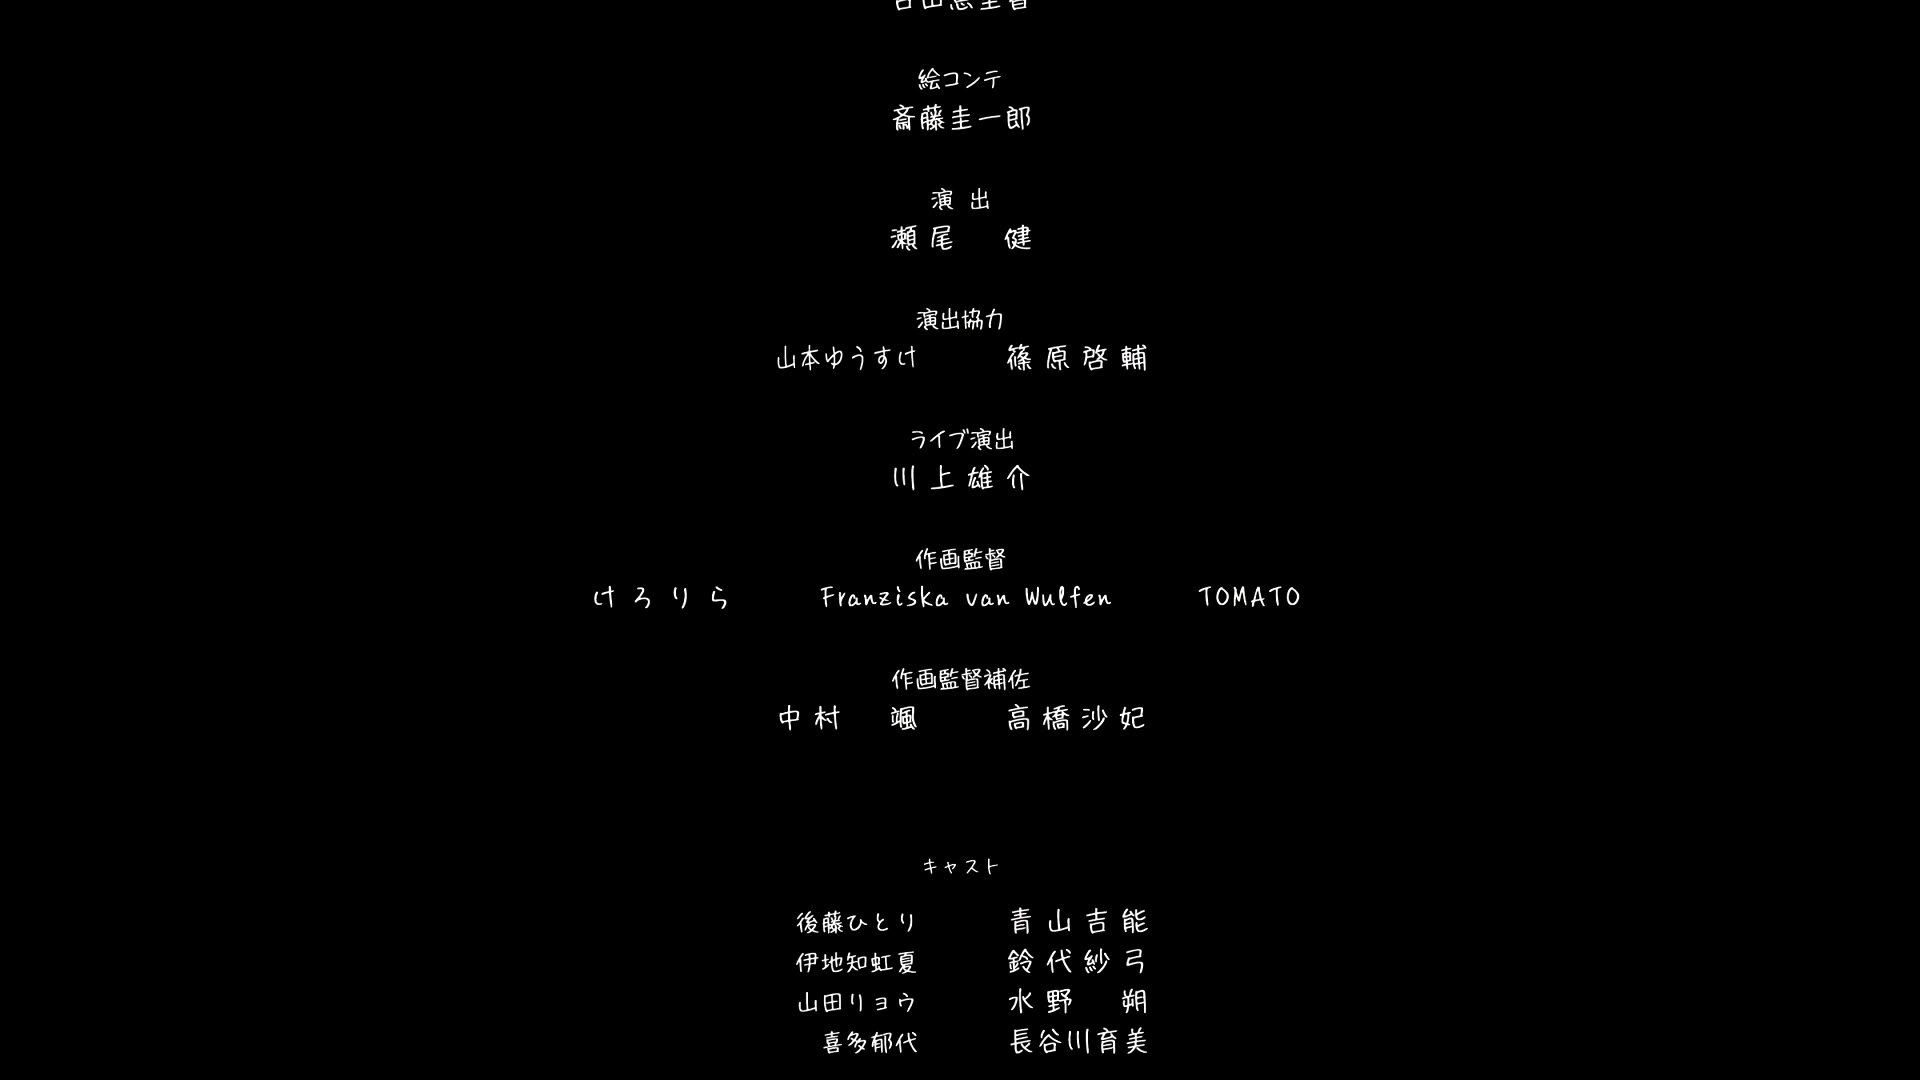 絵コンテ
斎藤圭一郎
演 出
瀬尾 健
演出協力
山本ゆうすけ 篠原啓輔
ライブ演出
川上雄介
作画監督
けろりら Franziska van Wulfen TOMATO
作画監督補佐
中村 颯 高橋沙妃
キャスト
後藤ひとり 青山吉能
伊地知虹夏 鈴代紗弓
山田リョウ 水野 朔
喜多郁代 長谷川育美